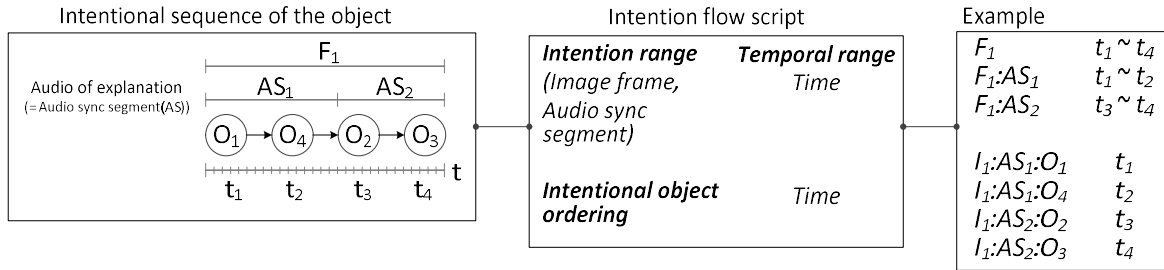 Intentional sequence of the object
F1
Audio of explanation
(= Audio sync segment(AS))
AS1 AS2
O1 O4 O2 O3
t
t1 t2 t3 t4
Intention flow script
Intention range Temporal range
(Image frame, Time
Audio sync
segment)
Intentional object Time
ordering
Example
F1 t1 ~ t4
F1:AS1 t1 ~ t2
F1:AS2 t3 ~ t4
I1:AS1:O1 t1
I1:AS1:O4 t2
I1:AS2:O2 t3
I1:AS2:O3 t4